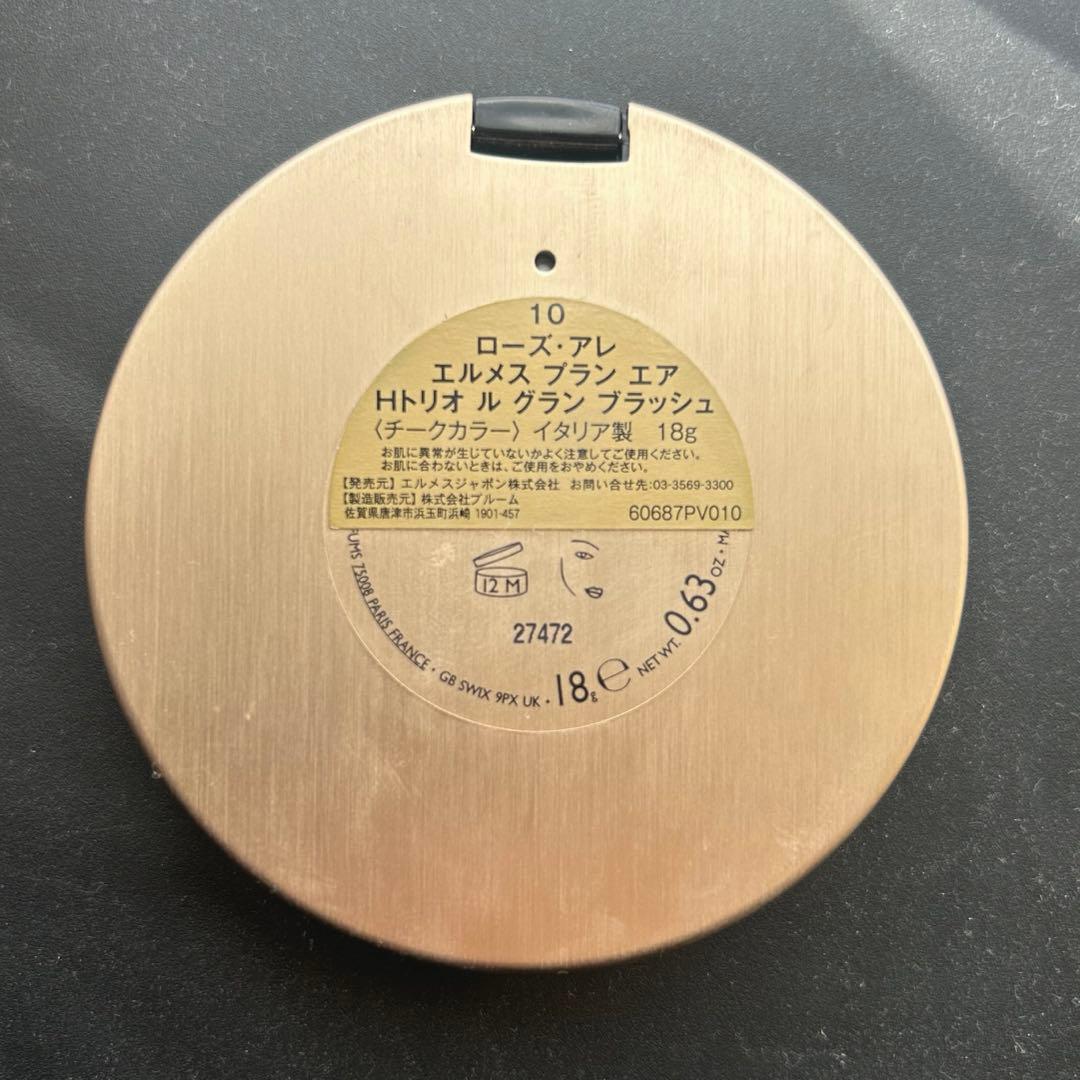 10
ローズ・アレ
エルメス プラン エア
Hトリオ ル グラン ブラッシュ
〈チークカラー〉 イタリア製 18g
お肌に異常が生じていないかよく注意してご使用ください。
お肌に合わないときは、ご使用をおやめください。
【発売元】 エルメスジャポン株式会社 お問い合せ先:03-3569-3300
【製造販売元】 株式会社プルーム
佐賀県唐津市浜玉町浜崎 1901-457 60687PV010
12 M
27472
75008 PARIS FRANCE · GB SW1X 9PX UK · 18g e NET WT. 0.63 OZ ·